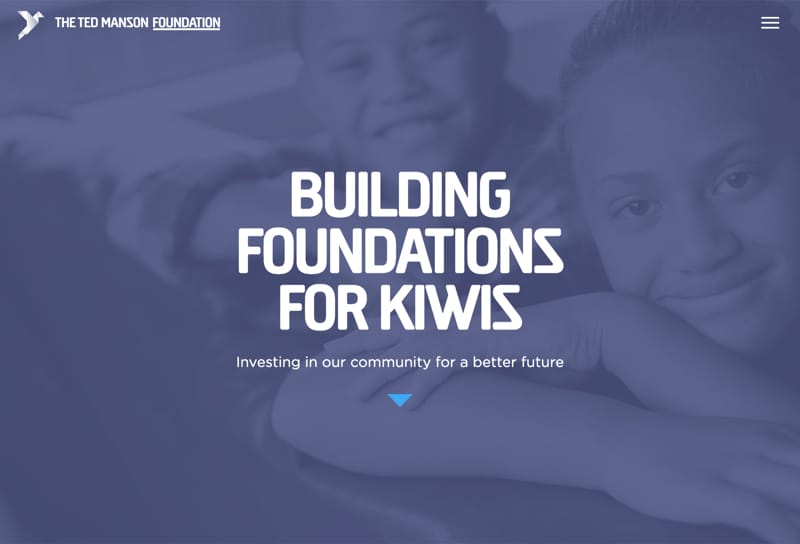 THE TED MANSON FOUNDATION
BUILDING
FOUNDATIONS
FOR KIWIS
Investing in our community for a better future